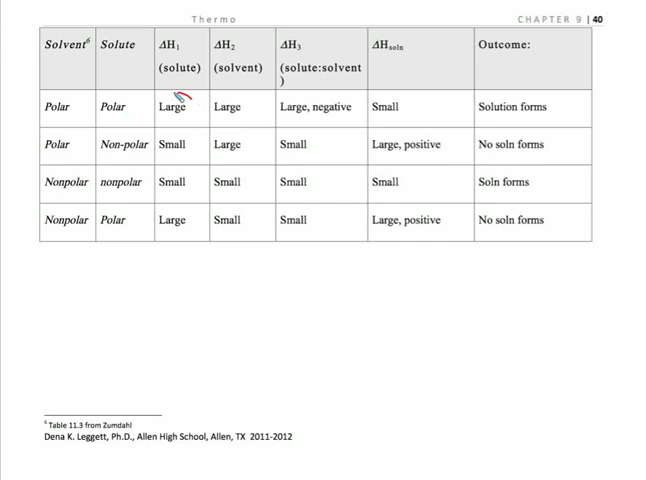 Thermo CHAPTER 9 | 40
Solvent⁶ Solute ΔH₁ (solute) ΔH₂ (solvent) ΔH₃ (solute:solvent) ΔHsoln Outcome:
Polar Polar Large Large Large, negative Small Solution forms
Polar Non-polar Small Large Small Large, positive No soln forms
Nonpolar nonpolar Small Small Small Small Soln forms
Nonpolar Polar Large Small Small Large, positive No soln forms
⁶ Table 11.3 from Zumdahl
Dena K. Leggett, Ph.D., Allen High School, Allen, TX 2011-2012